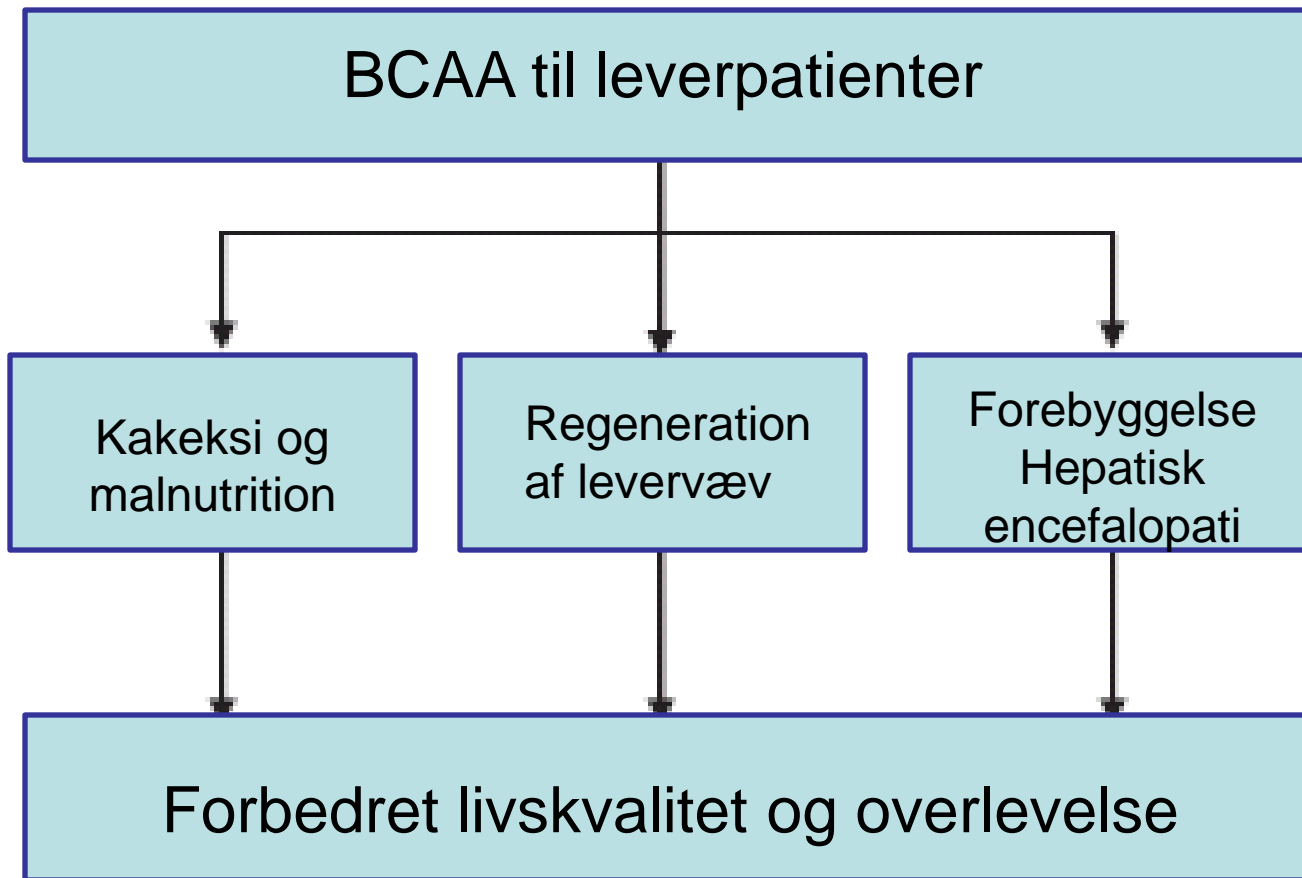 BCAA til leverpatienter
Kakeksi og
malnutrition
Regeneration
af levervæv
Forebyggelse
Hepatisk
encefalopati
Forbedret livskvalitet og overlevelse